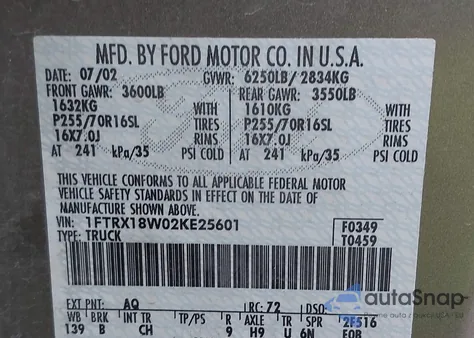 MFD. BY FORD MOTOR CO. IN U.S.A.
DATE: 07/02 GVWR: 6250LB/ 2834KG
FRONT GAWR: 3600LB REAR GAWR: 3550LB
1632KG WITH 1610KG WITH
P255/70R16SL TIRES P255/70R16SL TIRES
16X7.0J RIMS 16X7.0J RIMS
AT 241 kPa/35 PSI COLD AT 241 kPa/35 PSI COLD
THIS VEHICLE CONFORMS TO ALL APPLICABLE FEDERAL MOTOR
VEHICLE SAFETY STANDARDS IN EFFECT ON THE DATE OF
MANUFACTURE SHOWN ABOVE.
VIN: 1FTRX18W02KE25601 F0349
TYPE: TRUCK T0459
EXT PNT: AQ RC: 72 DSO:
WB BRK INT TR TP/PS R AXLE TR SPR 2F516
139 B CH 9 H9 U 6N
autoSnap